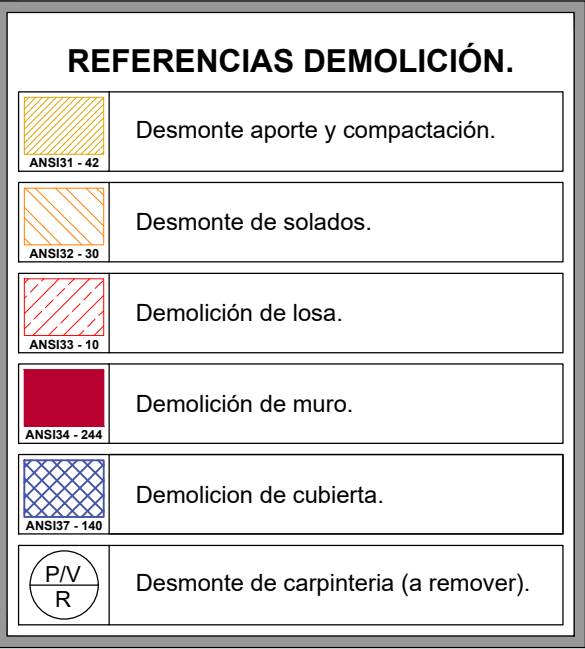 REFERENCIAS DEMOLICIÓN.
Desmonte aporte y compactación.
ANSI31 - 42
Desmonte de solados.
ANSI32 - 30
Demolición de losa.
ANSI33 - 10
Demolición de muro.
ANSI34 - 244
Demolicion de cubierta.
ANSI37 - 140
P/V
R
Desmonte de carpinteria (a remover).